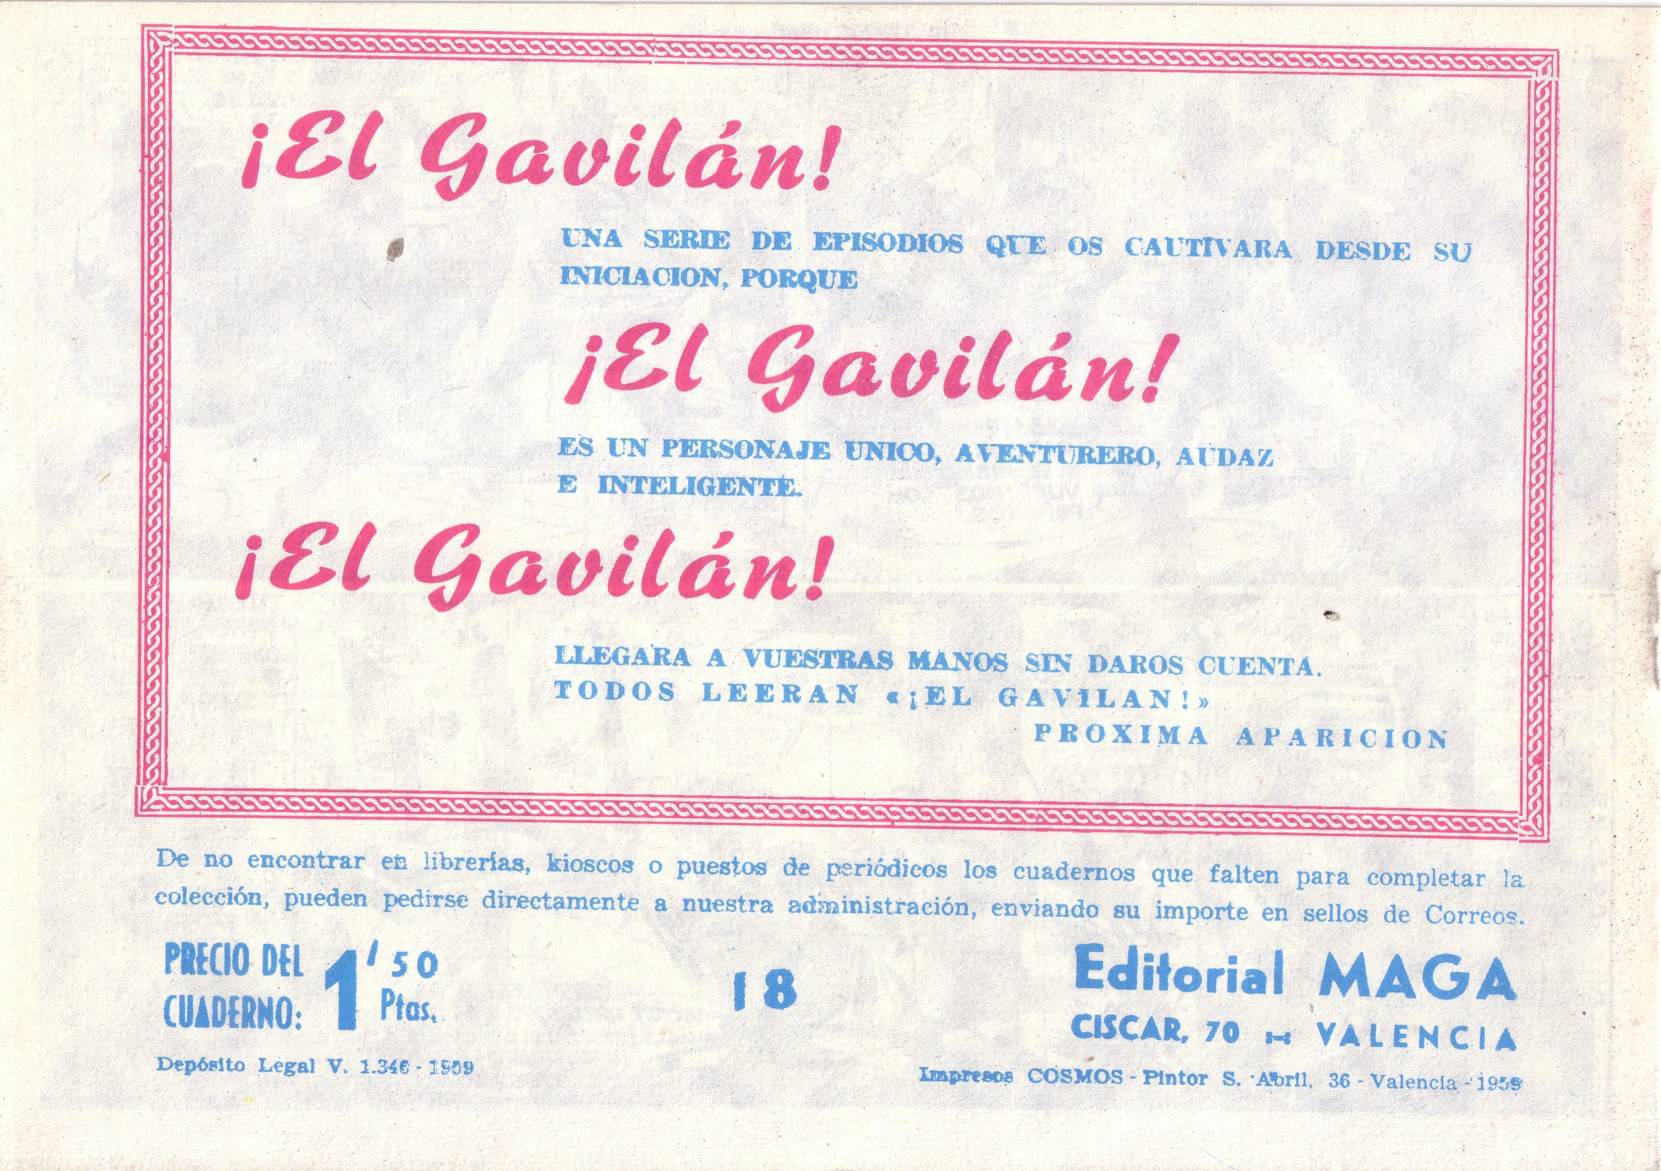 ¡El Gavilán!
UNA SERIE DE EPISODIOS QUE OS CAUTIVARA DESDE SU
INICIACION, PORQUE
¡El Gavilán!
ES UN PERSONAJE UNICO, AVENTURERO, AUDAZ
E INTELIGENTE.
¡El Gavilán!
LLEGARA A VUESTRAS MANOS SIN DAROS CUENTA.
TODOS LEERAN «¡EL GAVILAN!»
PROXIMA APARICION
De no encontrar en librerías, kioscos o puestos de periódicos los cuadernos que falten para completar la
colección, pueden pedirse directamente a nuestra administración, enviando su importe en sellos de Correos.
PRECIO DEL
CUADERNO:
1'50
Ptas.
18
Editorial MAGA
CISCAR, 70 - VALENCIA
Depósito Legal V. 1.346 - 1959
Impresos COSMOS - Pintor S. Abril, 36 - Valencia - 1959